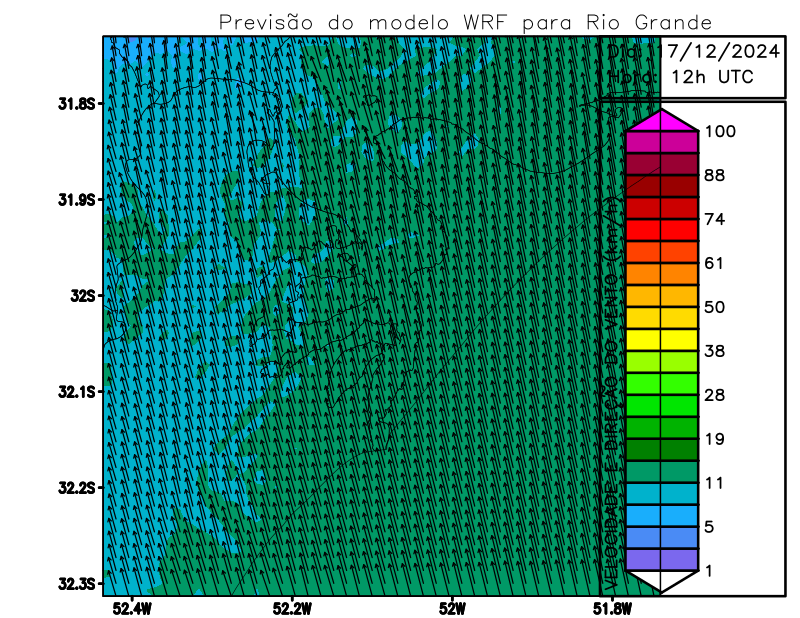 Previsão do modelo WRF para Rio Grande
Dia: 17/12/2024
Hora: 12h UTC
31.8S
31.9S
32S
32.1S
32.2S
32.3S
52.4W
52.2W
52W
51.8W
VELOCIDADE E DIREÇÃO DO VENTO (km/h)
100
88
74
61
50
38
28
19
11
5
1